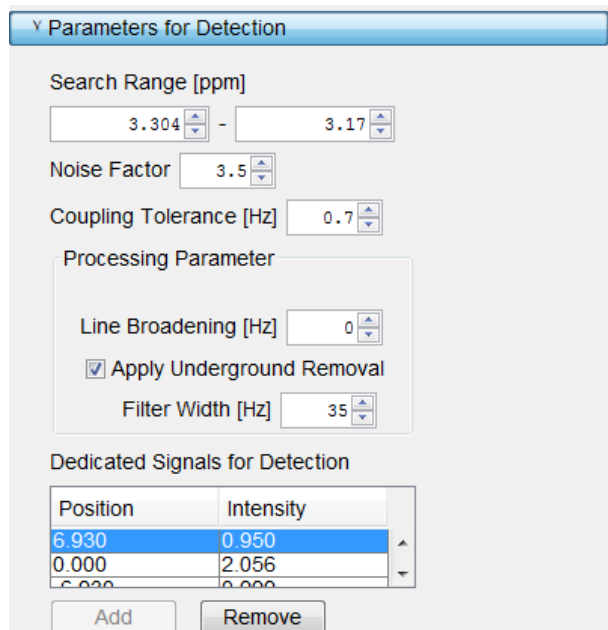 Parameters for Detection
Search Range [ppm]
3.304 - 3.17
Noise Factor 3.5
Coupling Tolerance [Hz] 0.7
Processing Parameter
Line Broadening [Hz] 0
Apply Underground Removal
Filter Width [Hz] 35
Dedicated Signals for Detection
Position Intensity
6.930 0.950
0.000 2.056
Add Remove